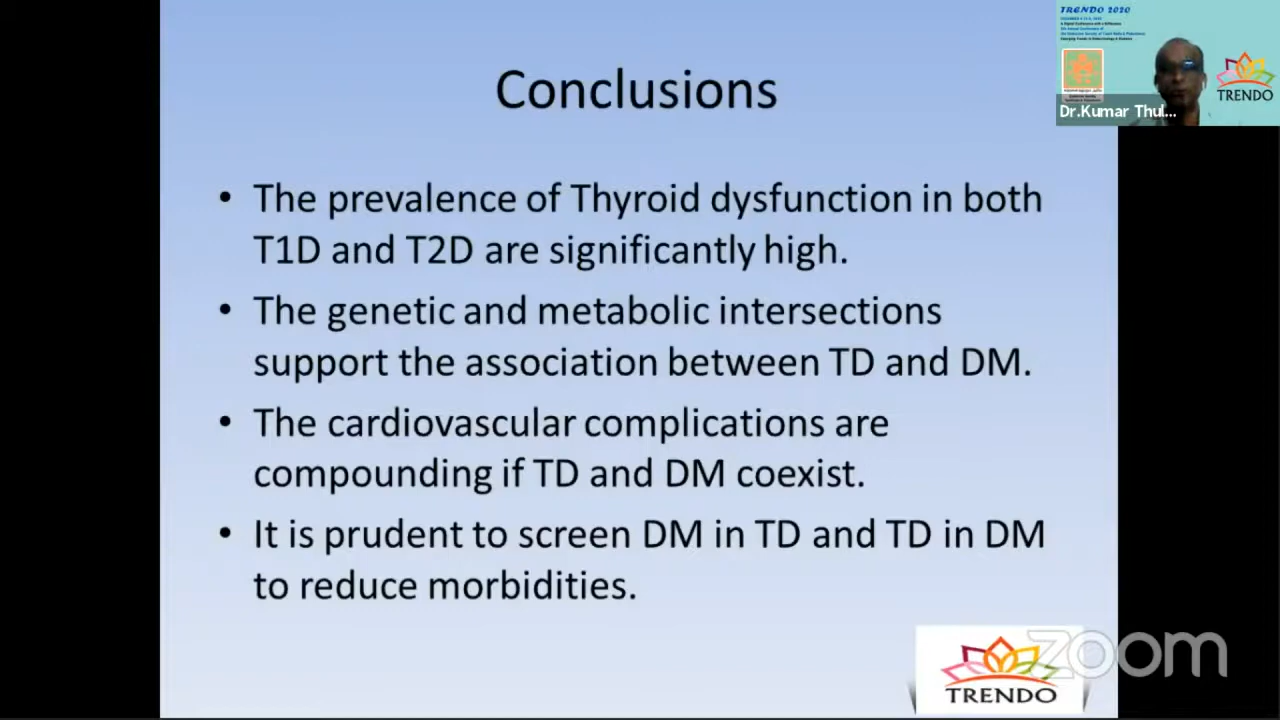 Conclusions
• The prevalence of Thyroid dysfunction in both
T1D and T2D are significantly high.
• The genetic and metabolic intersections
support the association between TD and DM.
• The cardiovascular complications are
compounding if TD and DM coexist.
• It is prudent to screen DM in TD and TD in DM
to reduce morbidities.
TRENDO 2020
TRENDO
Dr.Kumar Thul...
TRENDO
zoom